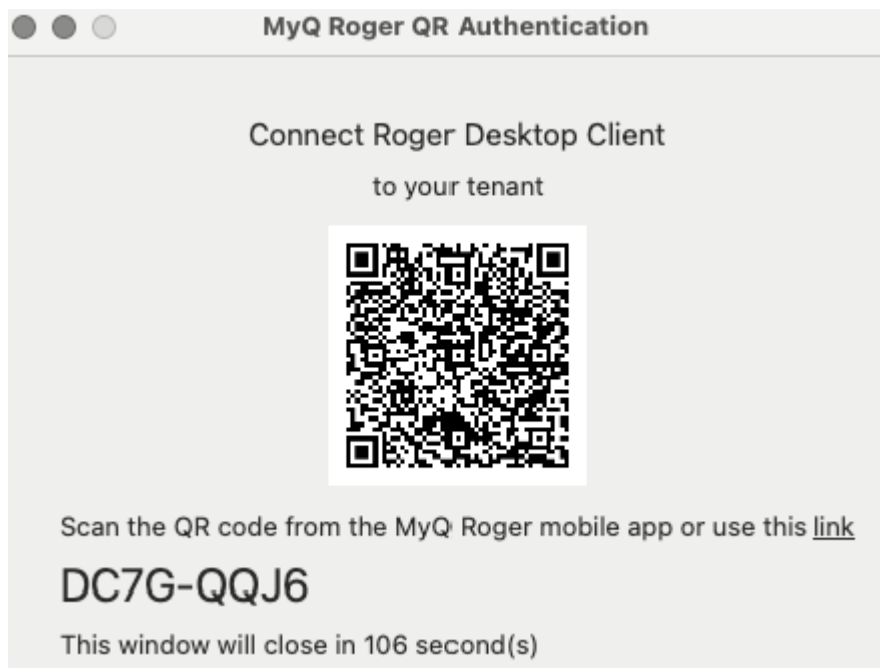 MyQ Roger QR Authentication
Connect Roger Desktop Client
to your tenant
Scan the QR code from the MyQ Roger mobile app or use this link
DC7G-QQJ6
This window will close in 106 second(s)